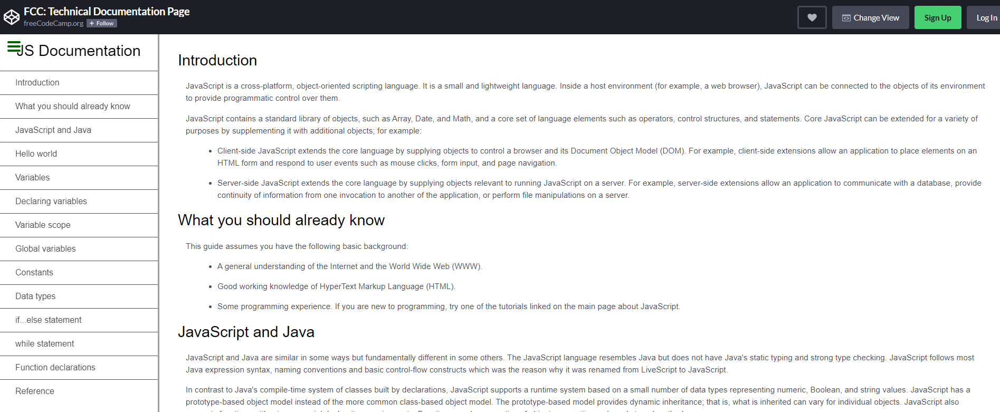 FCC: Technical Documentation Page
freeCodeCamp.org + Follow
Change View
Sign Up
Log In
JS Documentation
Introduction
What you should already know
JavaScript and Java
Hello world
Variables
Declaring variables
Variable scope
Global variables
Constants
Data types
if...else statement
while statement
Function declarations
Reference
Introduction
JavaScript is a cross-platform, object-oriented scripting language. It is a small and lightweight language. Inside a host environment (for example, a web browser), JavaScript can be connected to the objects of its environment
to provide programmatic control over them.
JavaScript contains a standard library of objects, such as Array, Date, and Math, and a core set of language elements such as operators, control structures, and statements. Core JavaScript can be extended for a variety of
purposes by supplementing it with additional objects; for example:
• Client-side JavaScript extends the core language by supplying objects to control a browser and its Document Object Model (DOM). For example, client-side extensions allow an application to place elements on an
HTML form and respond to user events such as mouse clicks, form input, and page navigation.
• Server-side JavaScript extends the core language by supplying objects relevant to running JavaScript on a server. For example, server-side extensions allow an application to communicate with a database, provide
continuity of information from one invocation to another of the application, or perform file manipulations on a server.
What you should already know
This guide assumes you have the following basic background:
• A general understanding of the Internet and the World Wide Web (WWW).
• Good working knowledge of HyperText Markup Language (HTML).
• Some programming experience. If you are new to programming, try one of the tutorials linked on the main page about JavaScript.
JavaScript and Java
JavaScript and Java are similar in some ways but fundamentally different in some others. The JavaScript language resembles Java but does not have Java's static typing and strong type checking. JavaScript follows most
Java expression syntax, naming conventions and basic control-flow constructs which was the reason why it was renamed from LiveScript to JavaScript.
In contrast to Java's compile-time system of classes built by declarations, JavaScript supports a runtime system based on a small number of data types representing numeric, Boolean, and string values. JavaScript has a
prototype-based object model instead of the more common class-based object model. The prototype-based model provides dynamic inheritance; that is, what is inherited can vary for individual objects. JavaScript also